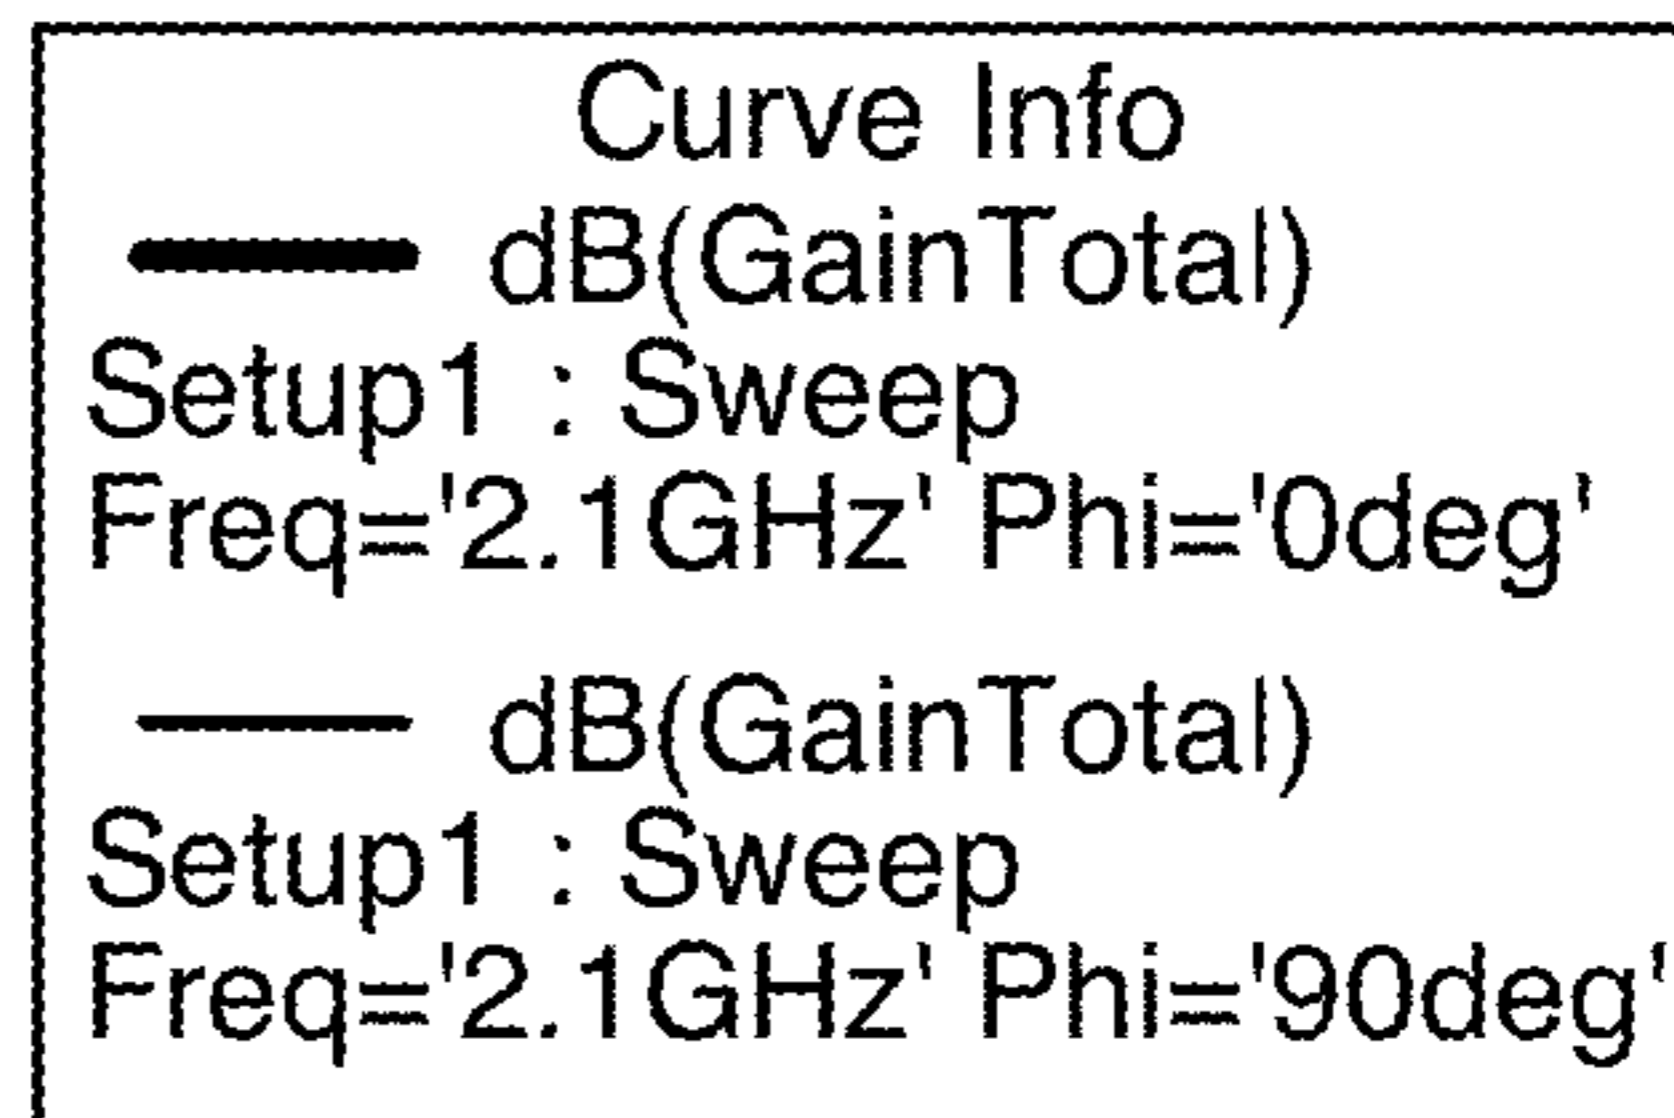 Curve Info
dB(GainTotal)
Setup1 : Sweep
Freq='2.1GHz' Phi='0deg'
dB(GainTotal)
Setup1 : Sweep
Freq='2.1GHz' Phi='90deg'